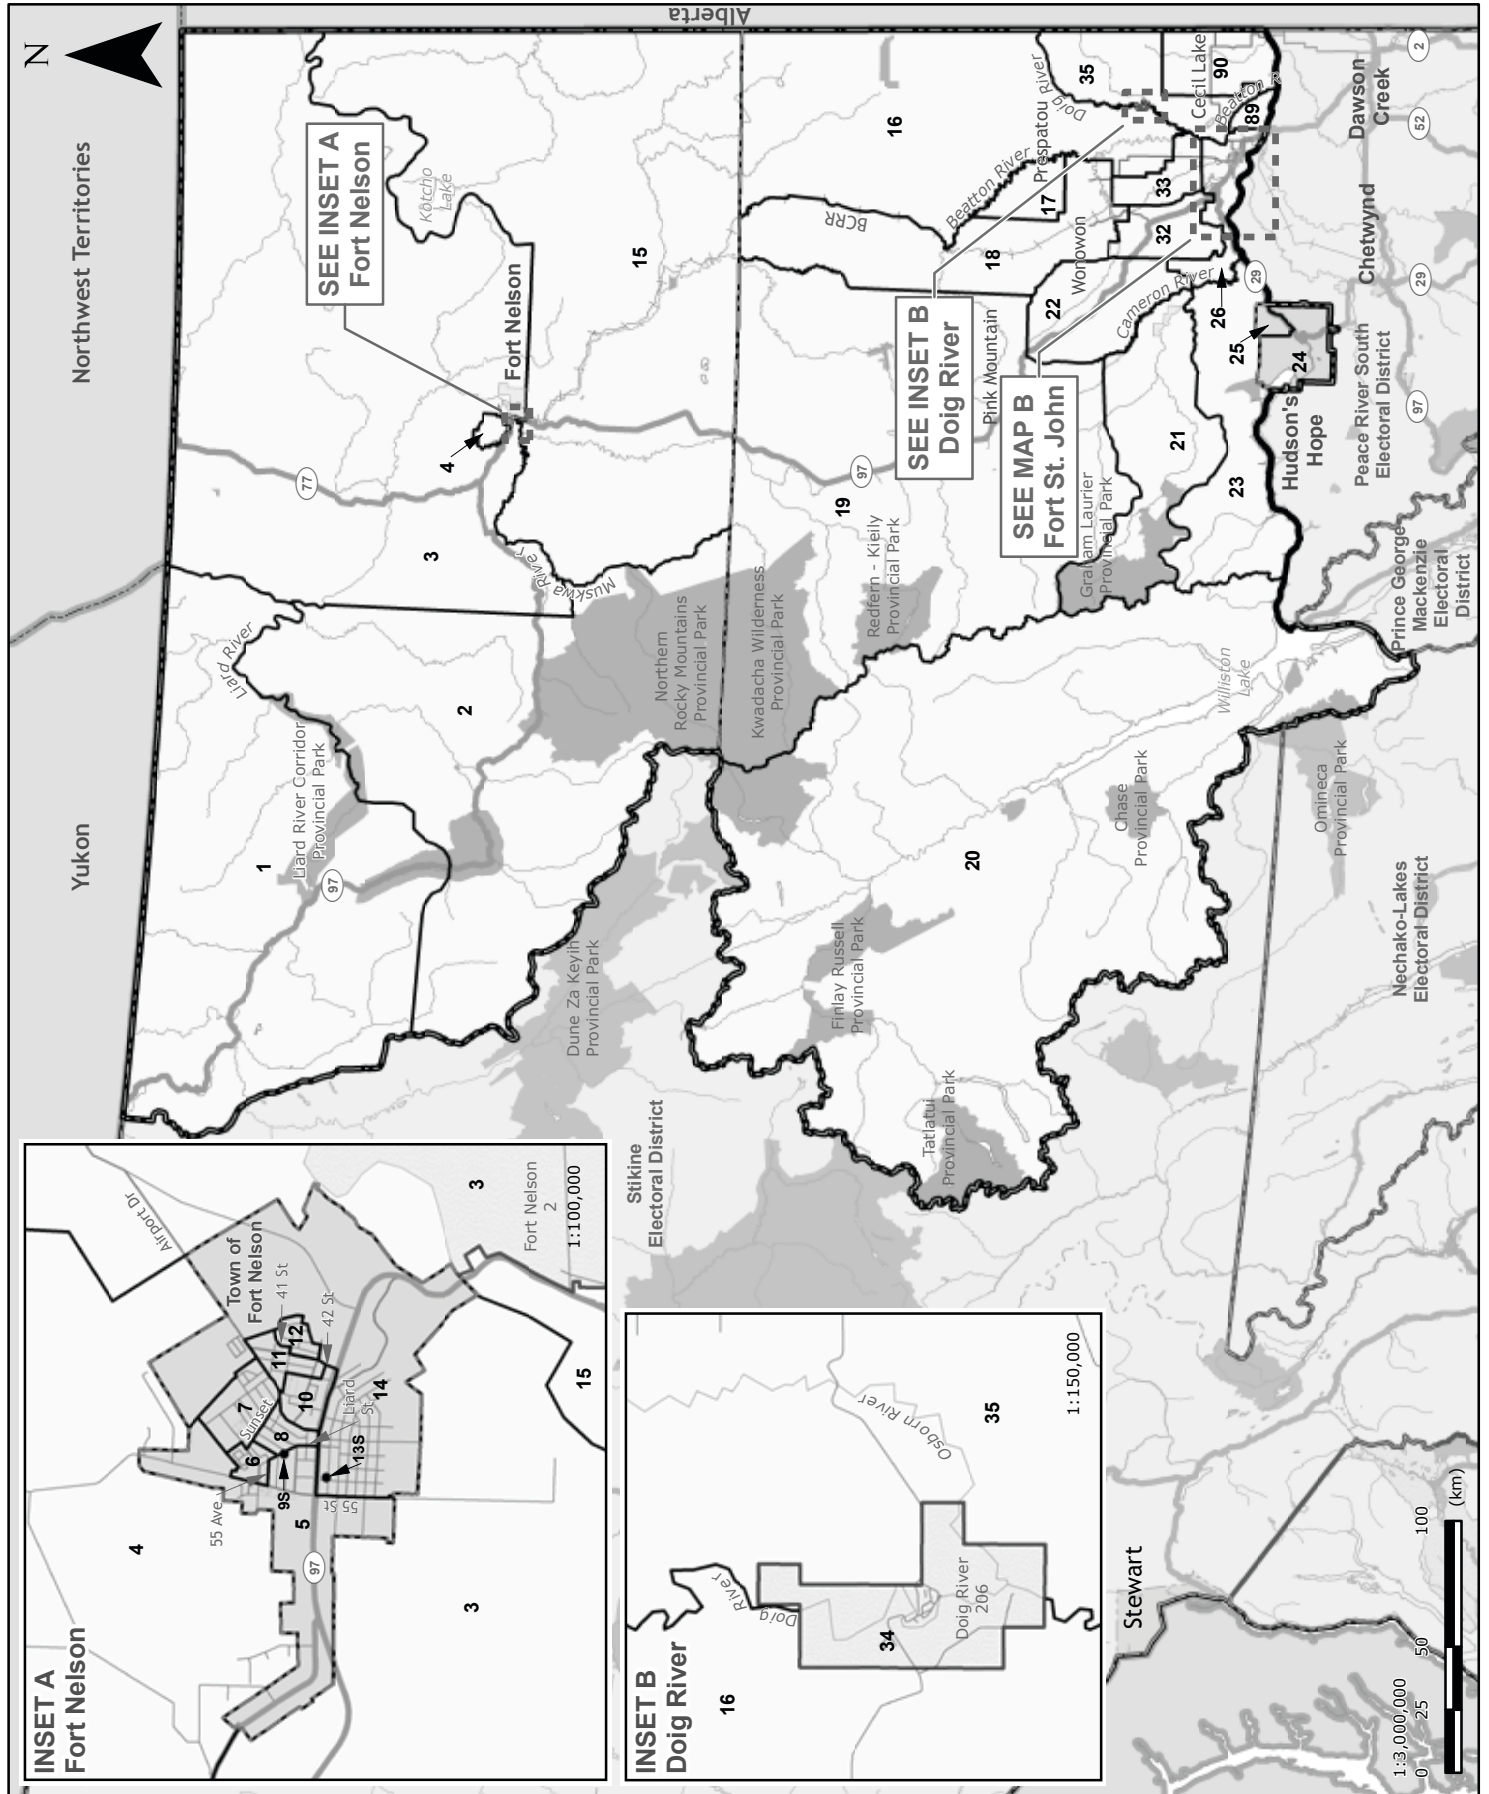 INSET A
Fort Nelson
4
3
5
55 Ave
6
7
Sunset
8
9S
10
11
12
41 St
42 St
Liard
St
14
13S
55 St
97
Town of
Fort Nelson
Airport Dr
3
Fort Nelson
2
1:100,000
15
INSET B
Doig River
16
Doig
River
34
Doig River
206
Osborn River
35
1:150,000
Yukon
Northwest Territories
N
Alberta
1
Liard River Corridor
Provincial Park
97
Liard River
2
3
77
4
SEE INSET A
Fort Nelson
Fort Nelson
Kotcho
Lake
15
Muskwa
River
Northern
Rocky Mountains
Provincial Park
Kwadacha Wilderness
Provincial Park
Dune Za Keyih
Provincial Park
Stikine
Electoral District
Redfern - Kieily
Provincial Park
19
97
SEE INSET B
Doig River
Pink Mountain
SEE MAP B
Fort St. John
16
BCRR
18
Beatton River
17
Prespatou
Doig
River
35
22
Wonowon
32
33
Cameron River
Cecil Lake
90
Beatton R
89
26
29
25
24
21
23
Graham Laurier
Provincial Park
Hudson's
Hope
20
Finlay Russell
Provincial Park
Tatlatui
Provincial Park
Chase
Provincial Park
Williston
Lake
Omineca
Provincial Park
Nechako-Lakes
Electoral District
Prince George-
Mackenzie
Electoral
District
Peace River South
Electoral District
97
Chetwynd
29
Dawson
Creek
52
2
Stewart
1:3,000,000
0
25
50
100
(km)